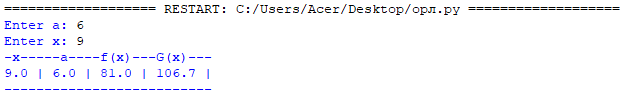 =================== RESTART: C:/Users/Acer/Desktop/орл.py ===================
Enter a: 6
Enter x: 9
-x-----a----f(x)---G(x)---
9.0 | 6.0 | 81.0 | 106.7 |
--------------------------